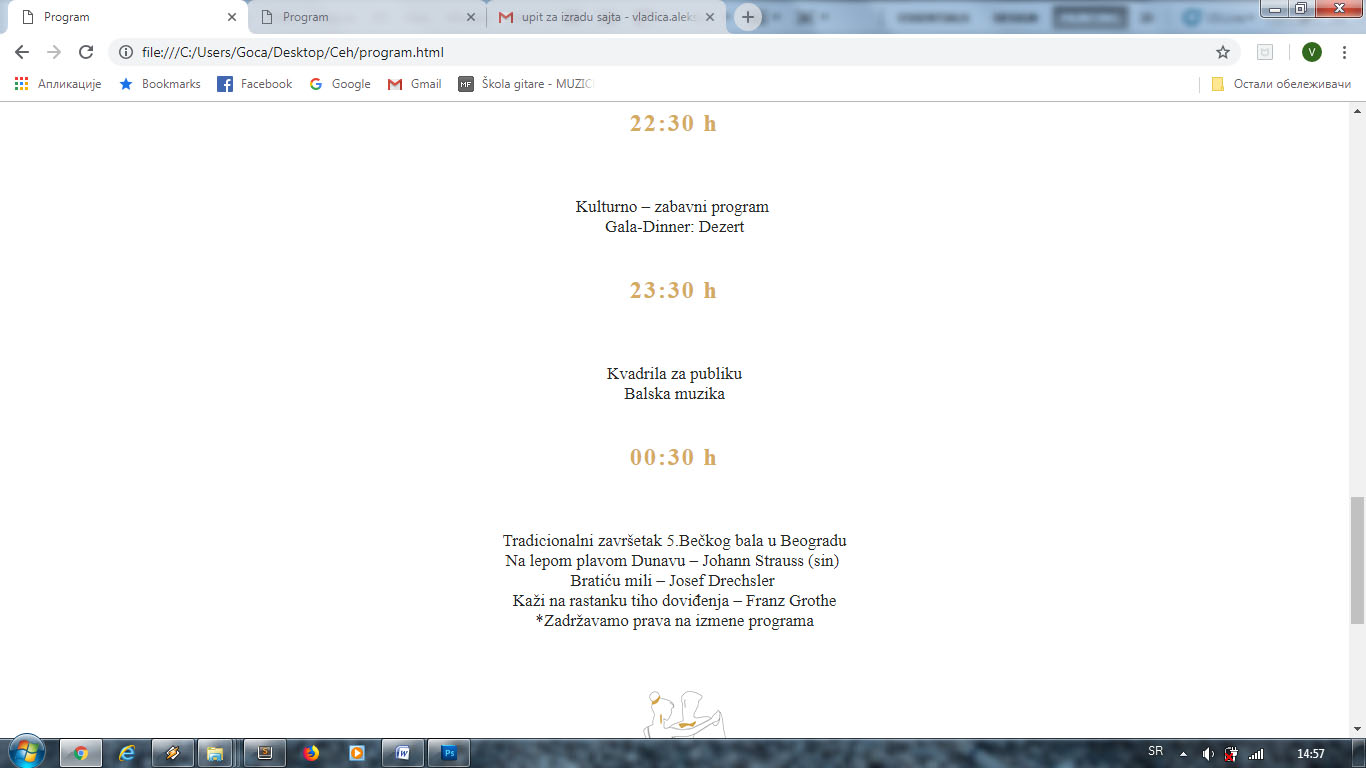 Program
Program
upit za izradu sajta - vladica.aleks
file:///C:/Users/Goca/Desktop/Ceh/program.html
V
Апликације
Bookmarks
Facebook
Google
Gmail
MF
Škola gitare - MUZIC
Остали обележивачи
22:30 h
Kulturno – zabavni program
Gala-Dinner: Dezert
23:30 h
Kvadrila za publiku
Balska muzika
00:30 h
Tradicionalni završetak 5.Bečkog bala u Beogradu
Na lepom plavom Dunavu – Johann Strauss (sin)
Bratiću mili – Josef Drechsler
Kaži na rastanku tiho doviđenja – Franz Grothe
*Zadržavamo prava na izmene programa
SR
14:57